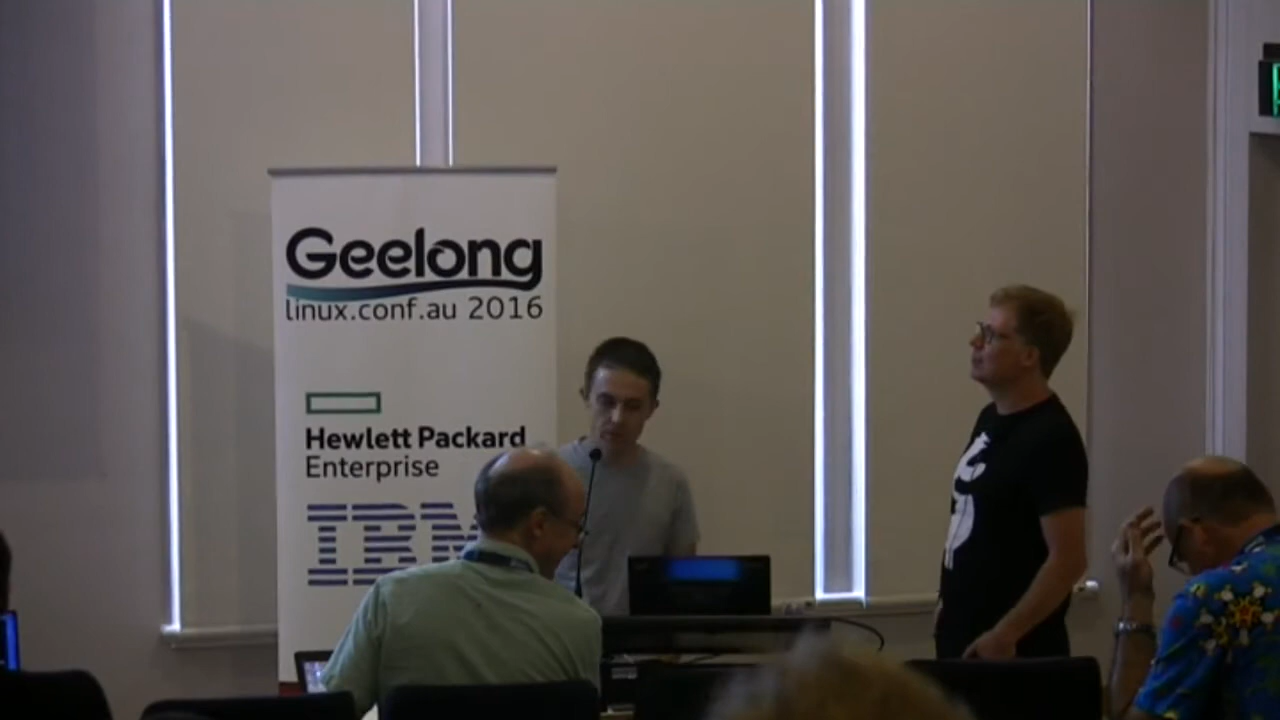 Geelong
linux.conf.au 2016
Hewlett Packard
Enterprise
IBM